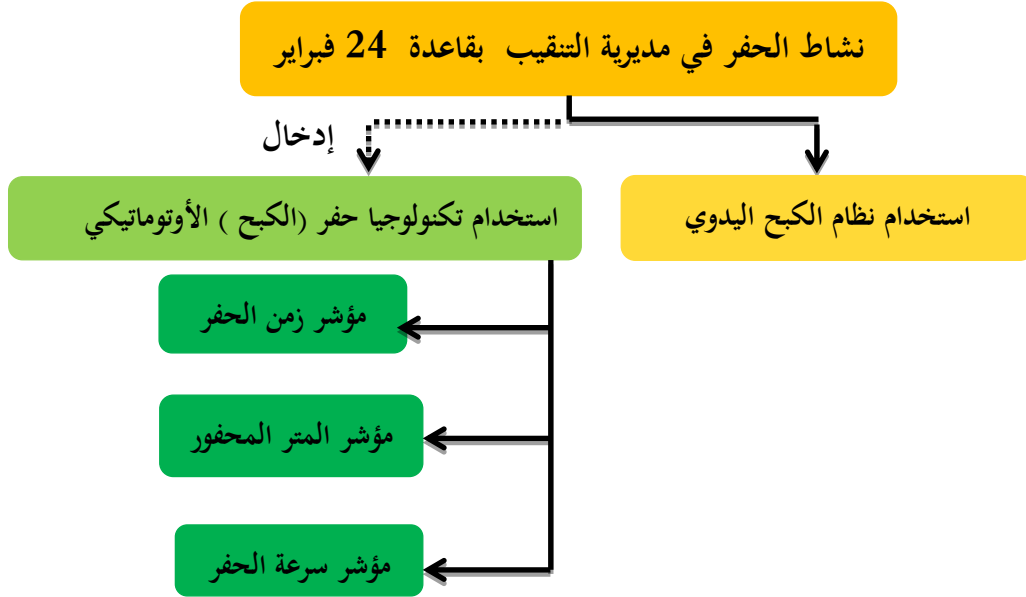 نشاط الحفر في مديرية التنقيب بقاعدة 24 فبراير
إدخال
استخدام نظام الكبح اليدوي
استخدام تكنولوجيا حفر (الكبح ) الأوتوماتيكي
مؤشر زمن الحفر
مؤشر المتر المحفور
مؤشر سرعة الحفر